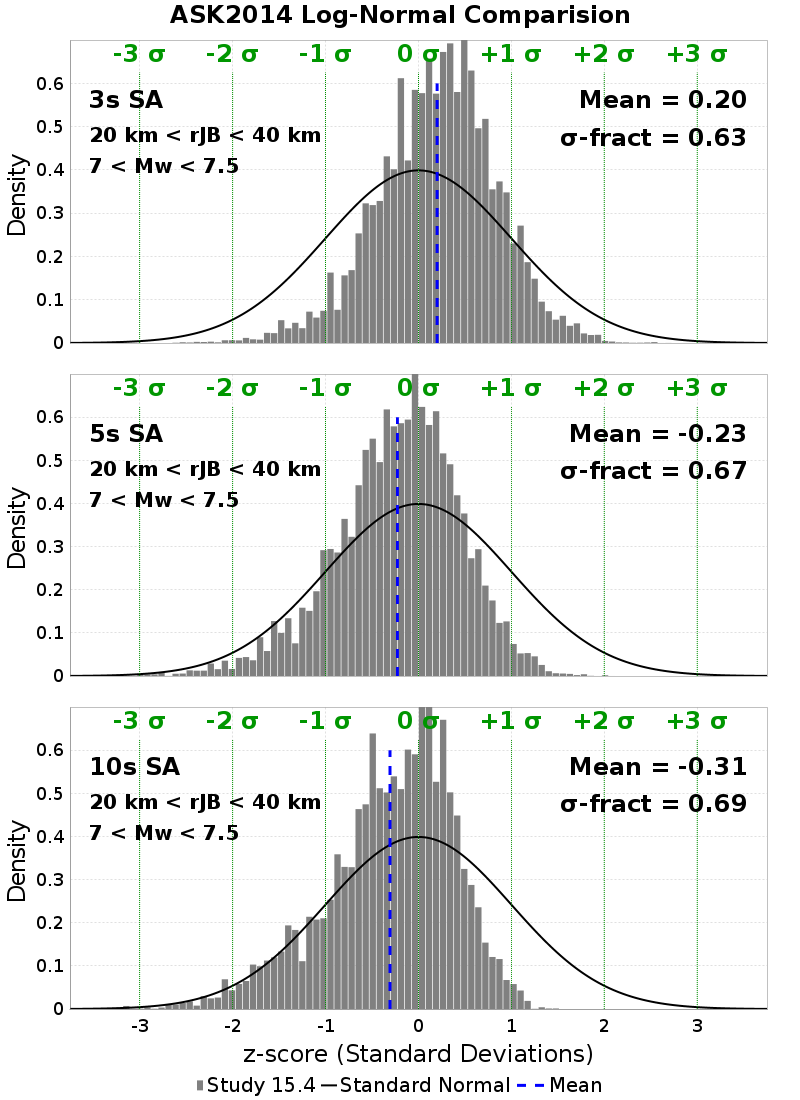 ASK2014 Log-Normal Comparision
-3 σ -2 σ -1 σ 0 σ +1 σ +2 σ +3 σ
3s SA
Mean = 0.20
20 km < rJB < 40 km
σ-fract = 0.63
7 < Mw < 7.5
0.6
0.5
0.4
0.3
0.2
0.1
0
Density
-3 σ -2 σ -1 σ 0 σ +1 σ +2 σ +3 σ
5s SA
Mean = -0.23
20 km < rJB < 40 km
σ-fract = 0.67
7 < Mw < 7.5
0.6
0.5
0.4
0.3
0.2
0.1
0
Density
-3 σ -2 σ -1 σ 0 σ +1 σ +2 σ +3 σ
10s SA
Mean = -0.31
20 km < rJB < 40 km
σ-fract = 0.69
7 < Mw < 7.5
0.6
0.5
0.4
0.3
0.2
0.1
0
Density
-3 -2 -1 0 1 2 3
z-score (Standard Deviations)
Study 15.4 Standard Normal Mean